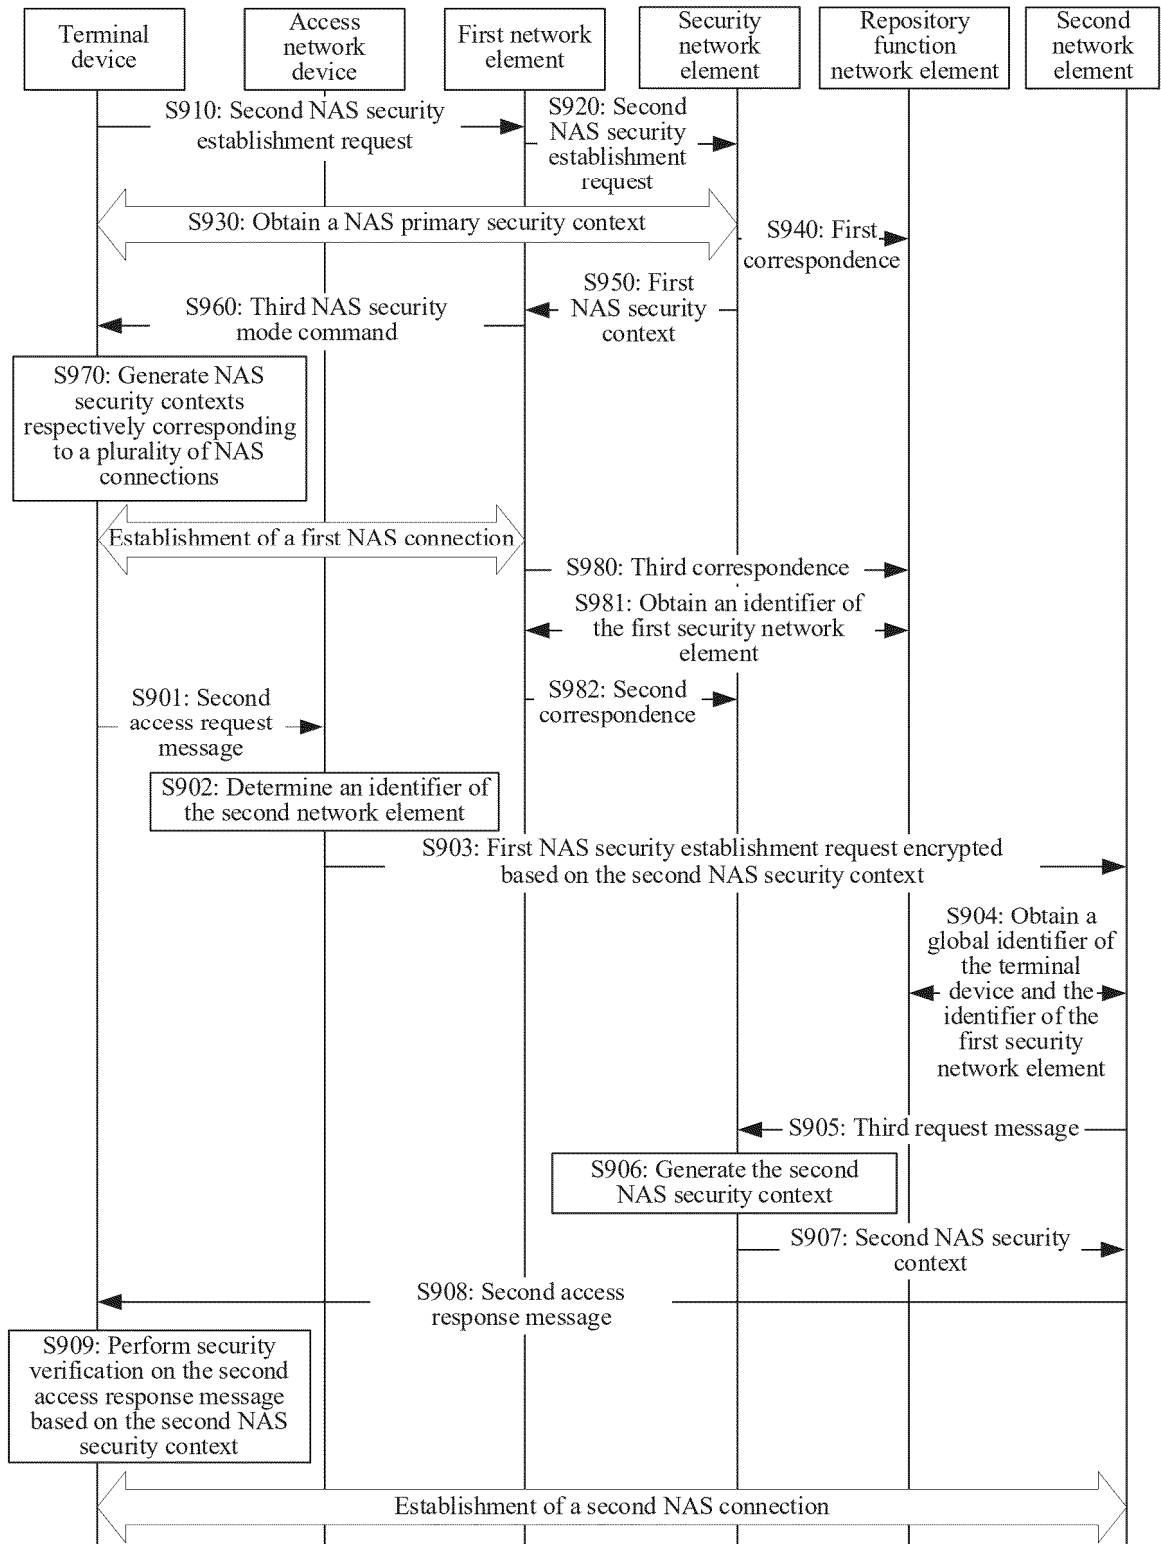 Terminal
device
Access
network
device
First network
element
Security
network
element
Repository
function
network element
Second
network
element
S910: Second NAS security
establishment request
S920: Second
NAS security
establishment
request
S930: Obtain a NAS primary security context
S940: First
correspondence
S950: First
NAS security
context
S960: Third NAS security
mode command
S970: Generate NAS
security contexts
respectively corresponding
to a plurality of NAS
connections
Establishment of a first NAS connection
S980: Third correspondence
S981: Obtain an identifier of
the first security network
element
S982: Second
correspondence
S901: Second
access request
message
S902: Determine an identifier of
the second network element
S903: First NAS security establishment request encrypted
based on the second NAS security context
S904: Obtain a
global identifier of
the terminal
device and the
identifier of the
first security
network element
S905: Third request message
S906: Generate the second
NAS security context
S907: Second NAS security
context
S908: Second access
response message
S909: Perform security
verification on the second
access response message
based on the second NAS
security context
Establishment of a second NAS connection